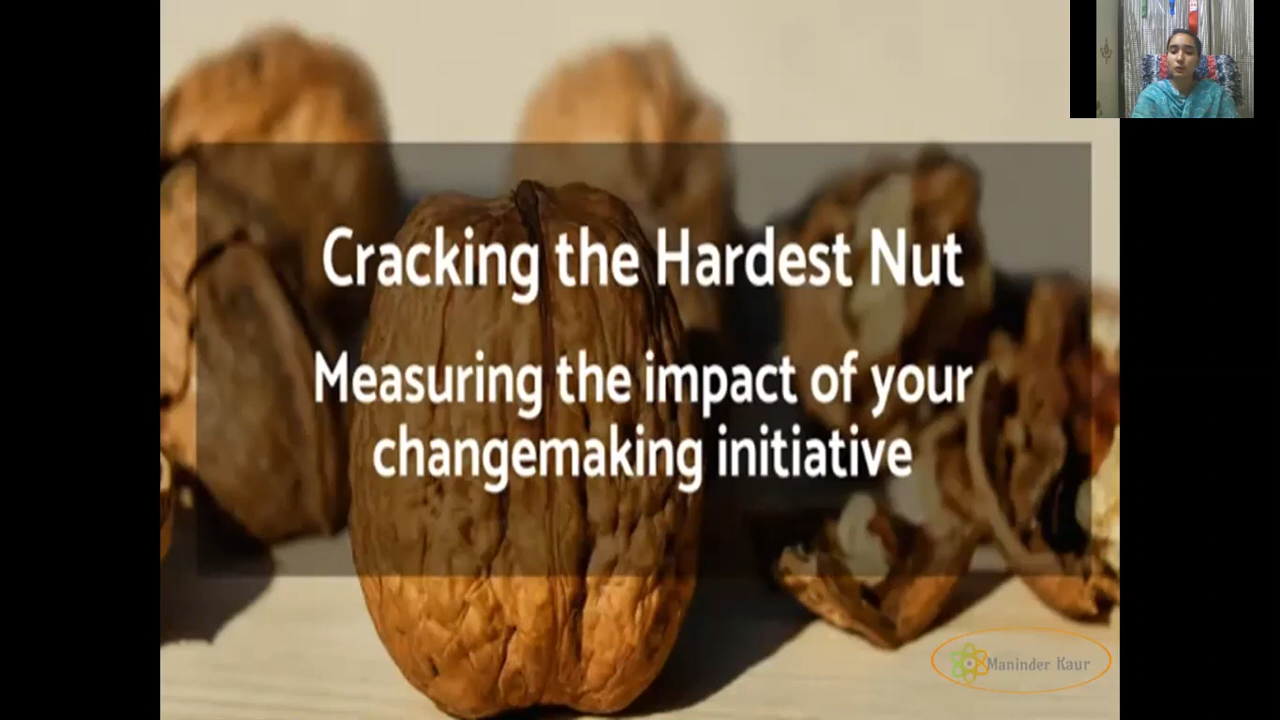 Cracking the Hardest Nut
Measuring the impact of your
changemaking initiative
Maninder Kaur